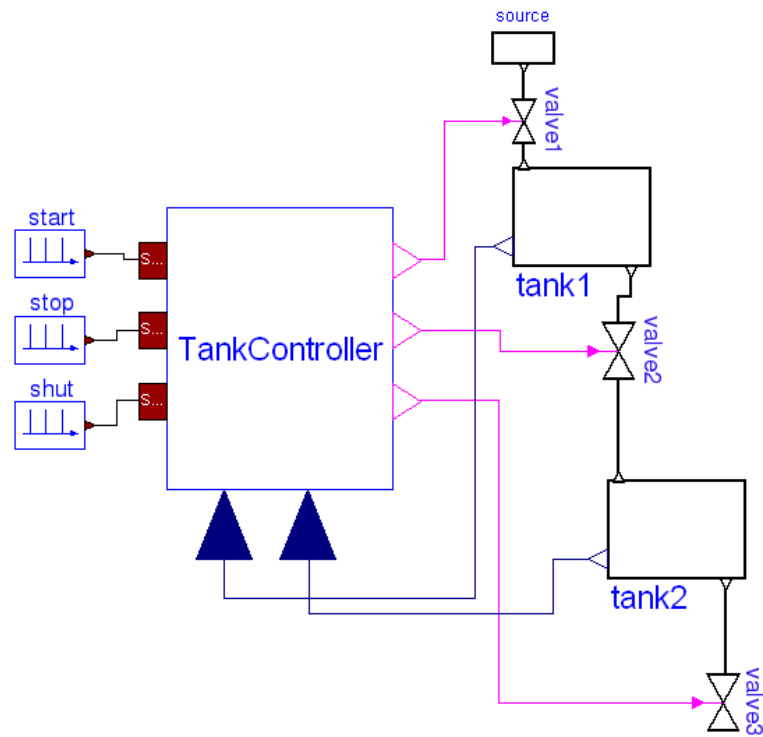 source
valve1
start
S...
tank1
stop
S...
TankController
valve2
shut
S...
tank2
valve3